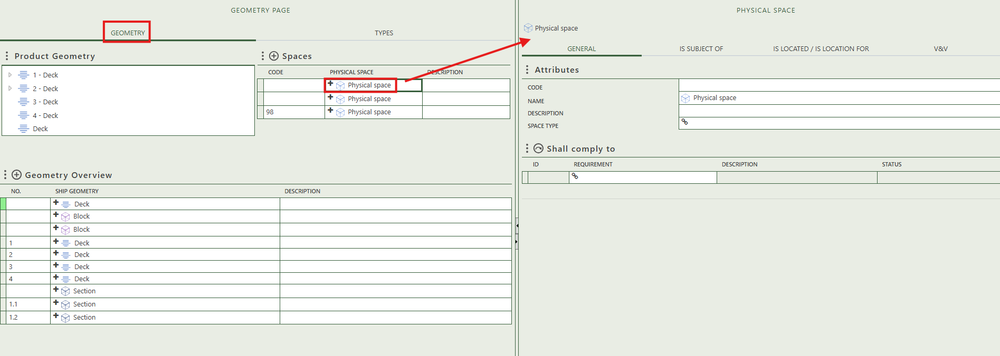 GEOMETRY PAGE
GEOMETRY
TYPES
Product Geometry
1 - Deck
2 - Deck
3 - Deck
4 - Deck
Deck
Spaces
CODE PHYSICAL SPACE DESCRIPTION
Physical space
Physical space
98 Physical space
Geometry Overview
NO. SHIP GEOMETRY DESCRIPTION
Deck
Block
Block
1 Deck
2 Deck
3 Deck
4 Deck
Section
1.1 Section
1.2 Section
PHYSICAL SPACE
Physical space
GENERAL IS SUBJECT OF IS LOCATED / IS LOCATION FOR V&V
Attributes
CODE
NAME Physical space
DESCRIPTION
SPACE TYPE
Shall comply to
ID REQUIREMENT DESCRIPTION STATUS